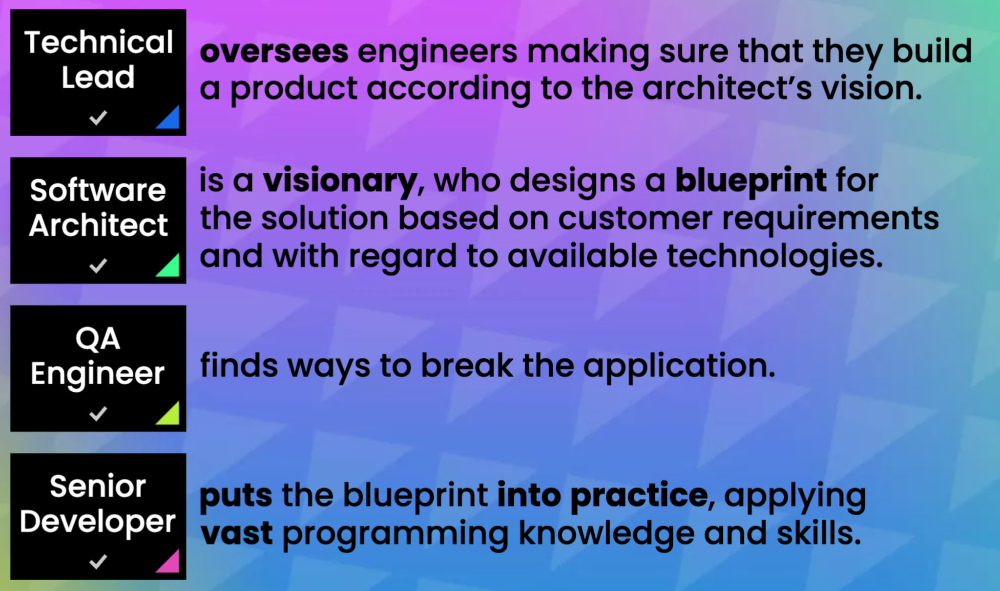 Technical
Lead
oversees engineers making sure that they build
a product according to the architect’s vision.
Software
Architect
is a visionary, who designs a blueprint for
the solution based on customer requirements
and with regard to available technologies.
QA
Engineer
finds ways to break the application.
Senior
Developer
puts the blueprint into practice, applying
vast programming knowledge and skills.